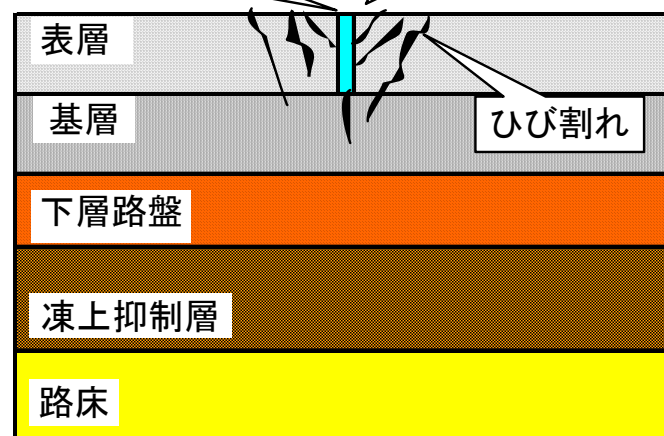 表層
基層
ひび割れ
下層路盤
凍上抑制層
路床